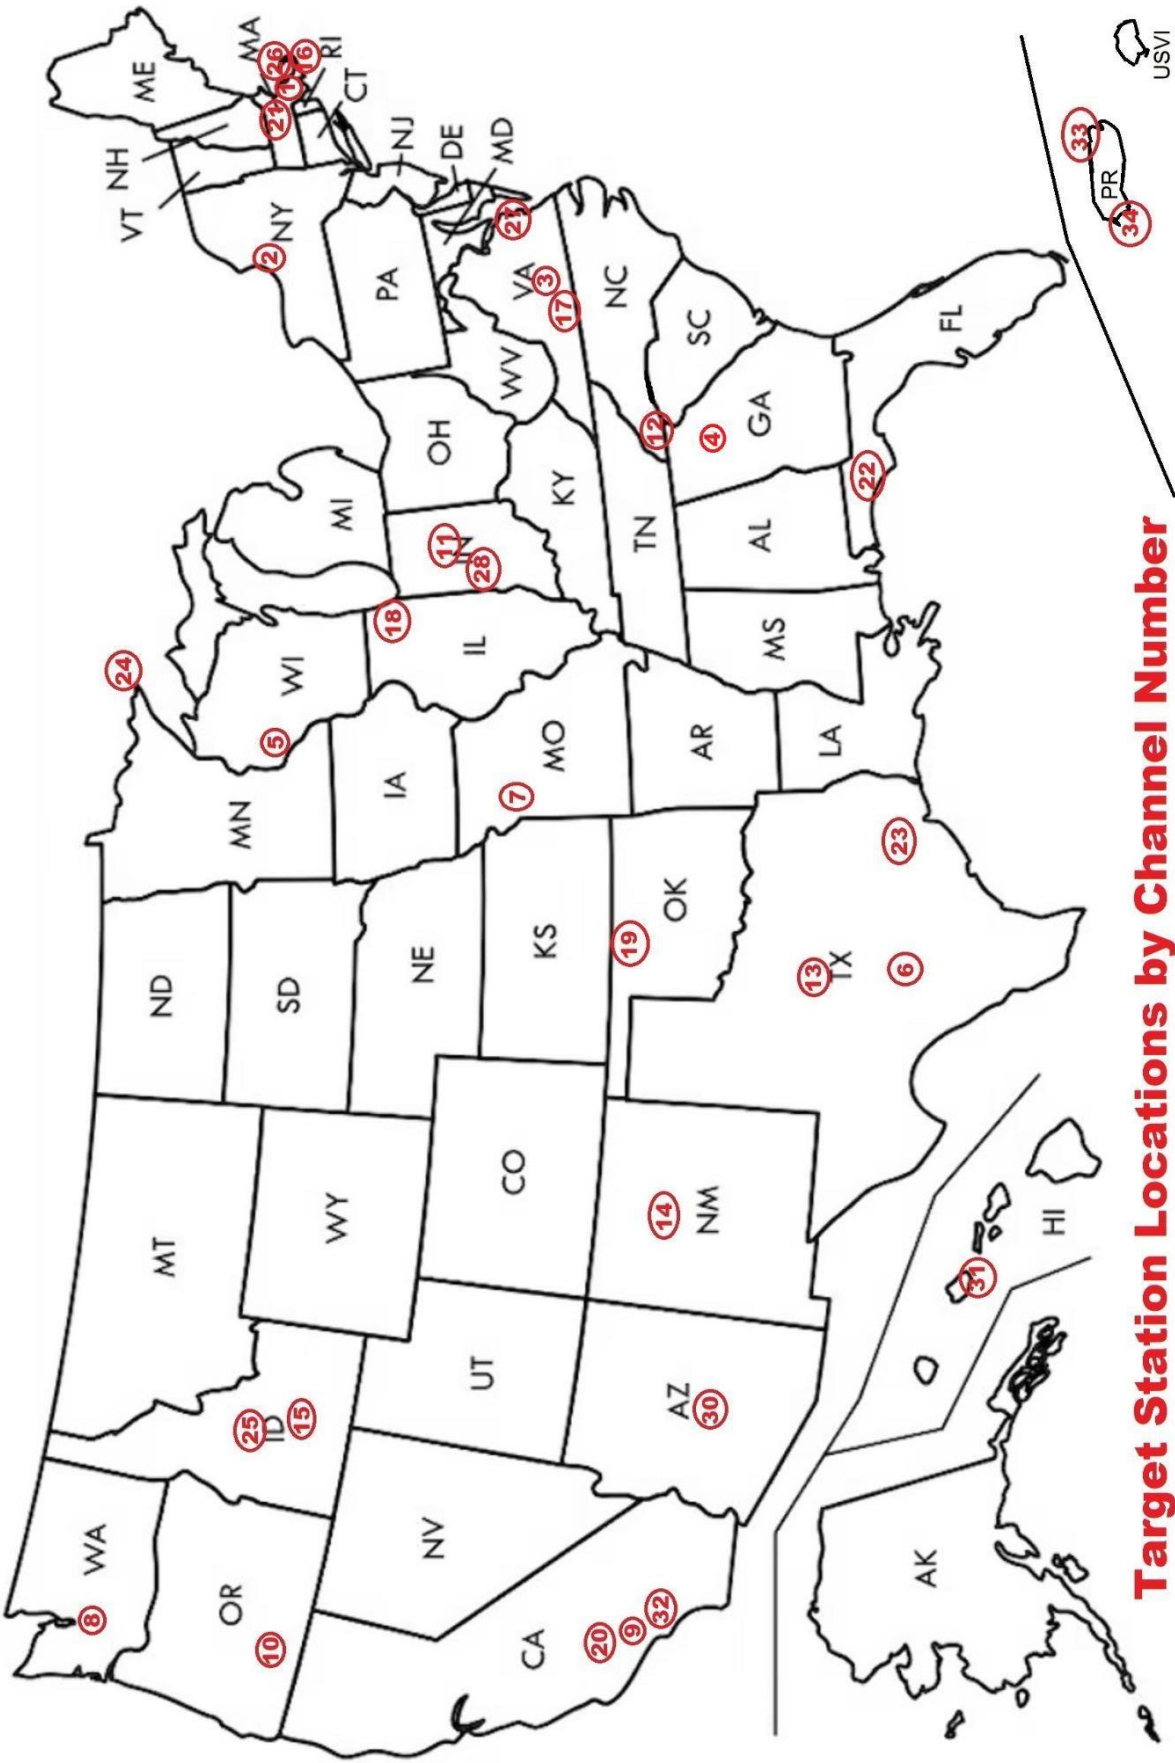 WA
8
ME
NH
24
VT
MT
ND
OR
MN
MA
25
21
26
2
10
ID
5
NY
1
SD
WI
15
16
RI
WY
MI
CT
PA
18
IA
NJ
NE
NV
OH
11
DE
IN
IL
UT
28
MD
WV
27
CO
7
VA
CA
KS
3
MO
KY
17
20
NC
19
9
TN
12
32
14
OK
AZ
SC
AR
NM
30
4
GA
AL
MS
13
LA
TX
22
23
6
AK
FL
31
HI
33
PR
34
USVI
Target Station Locations by Channel Number